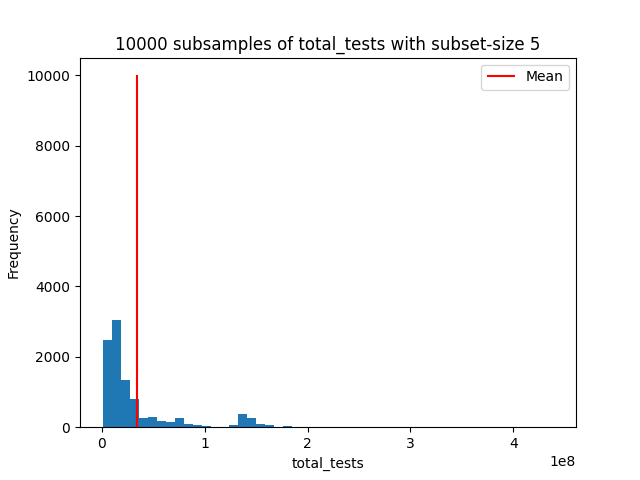 10000 subsamples of total_tests with subset-size 5
Mean
Frequency
10000
8000
6000
4000
2000
0
0 1 2 3 4
1e8
total_tests